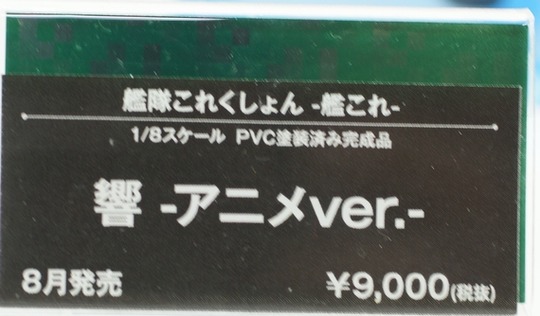 艦隊これくしょん -艦これ-
1/8スケール PVC塗装済み完成品
響 -アニメver.-
8月発売 ¥9,000(税抜)